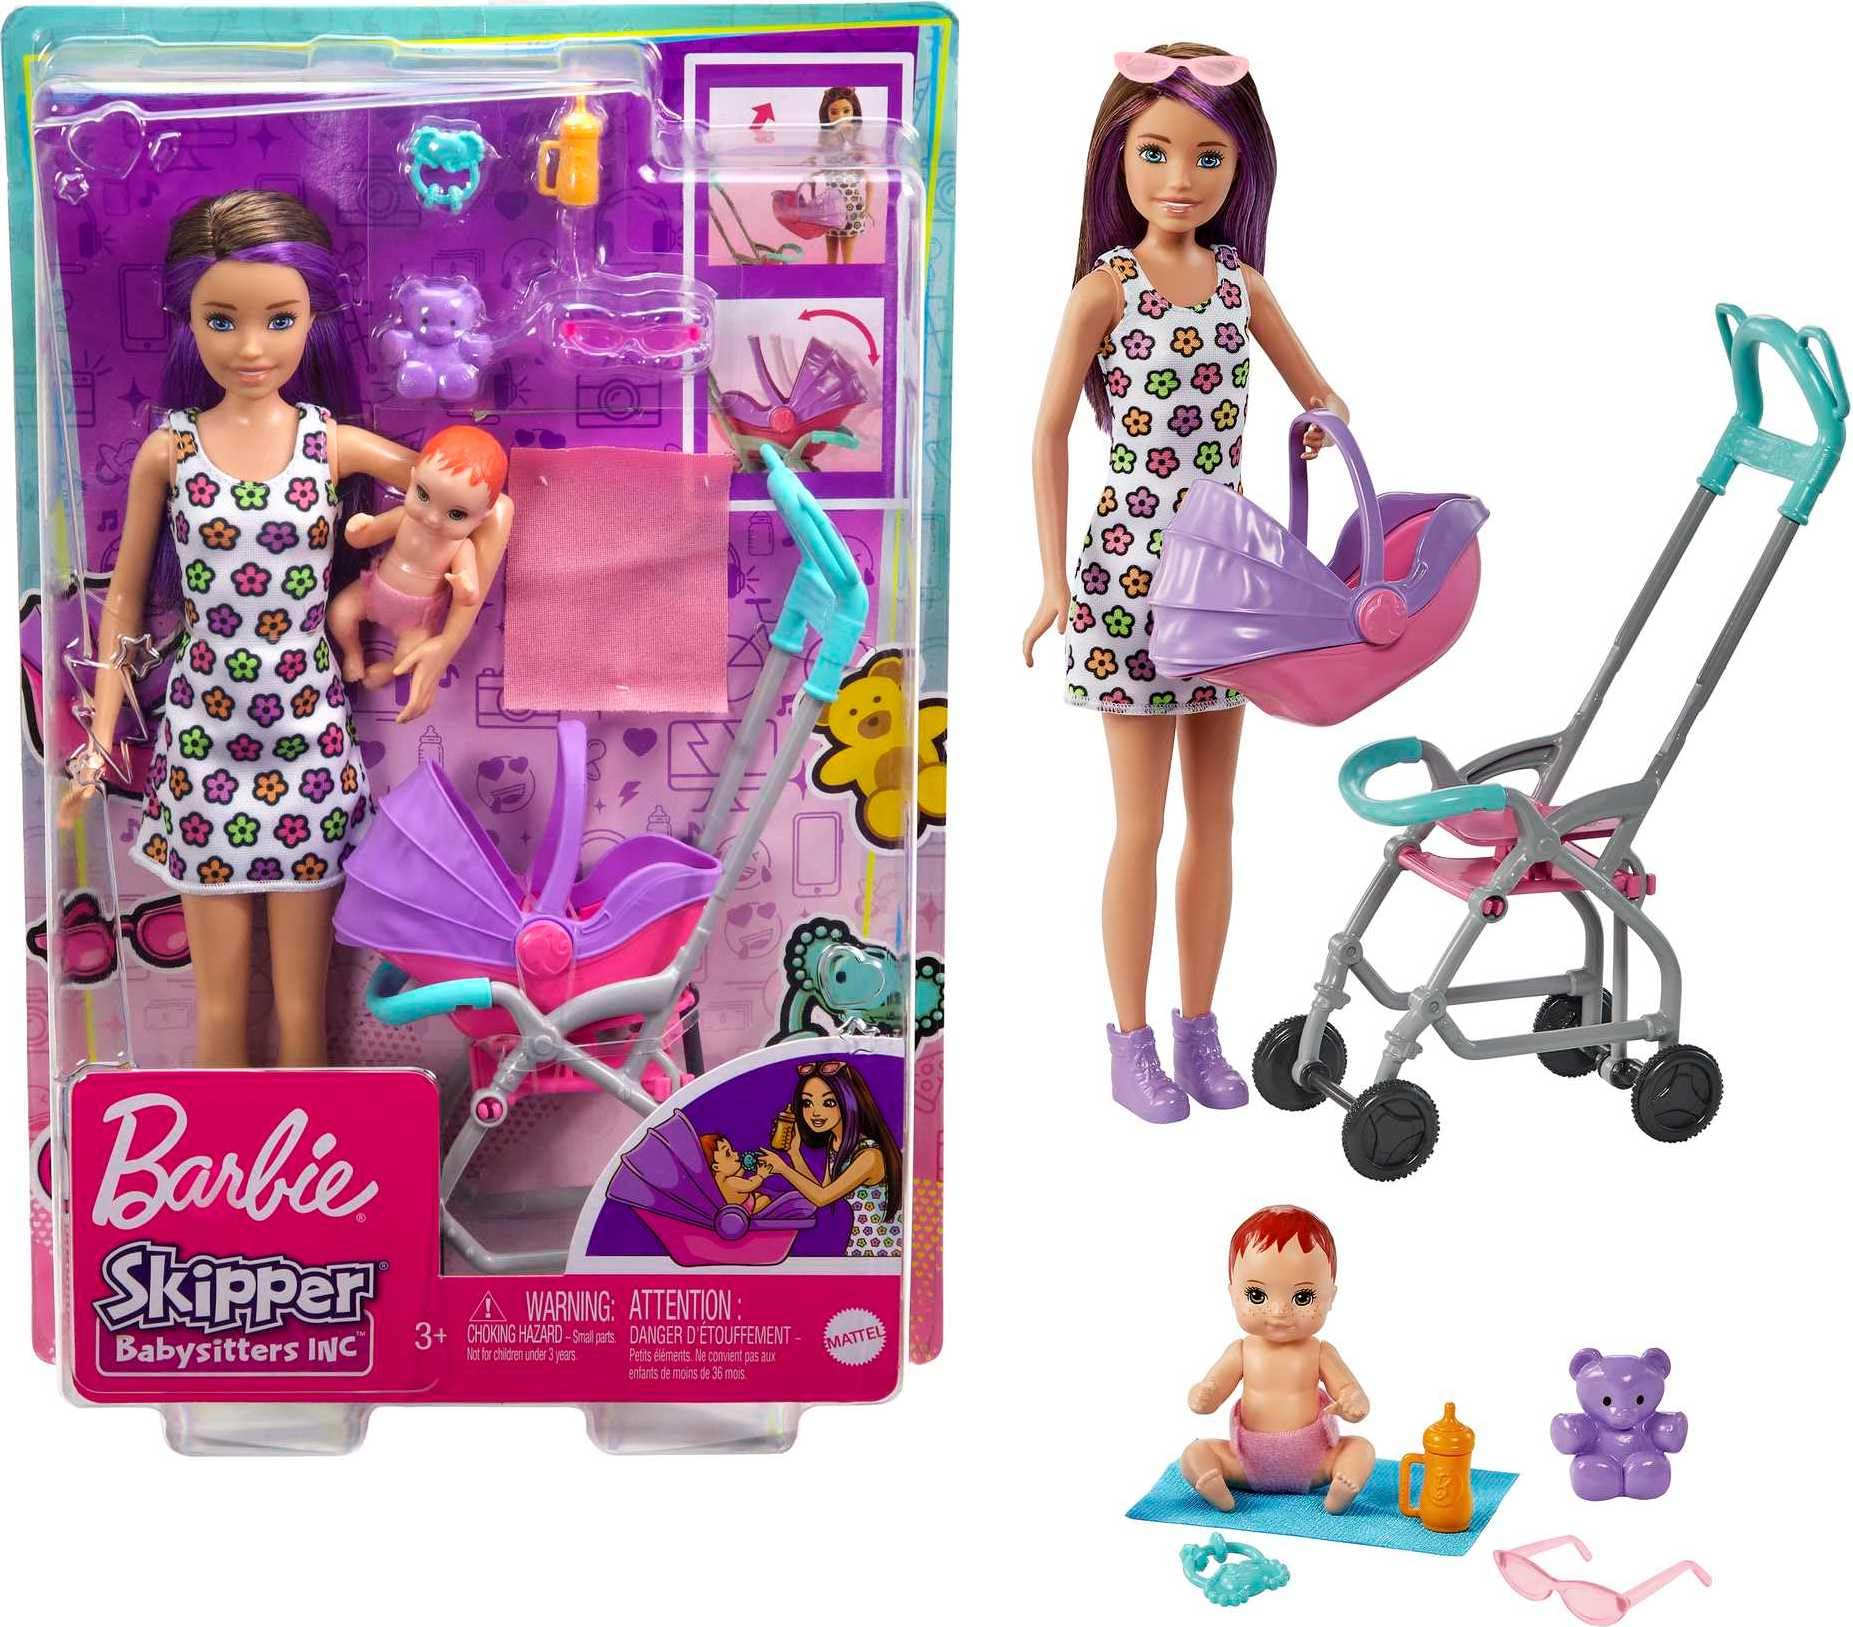 Barbie®
Skipper®
Babysitters INC™
3+
WARNING:
CHOKING HAZARD – Small parts.
Not for children under 3 years.
ATTENTION :
DANGER D'ÉTOUFFEMENT –
Petits éléments. Ne convient pas aux
enfants de moins de 36 mois.
MATTEL